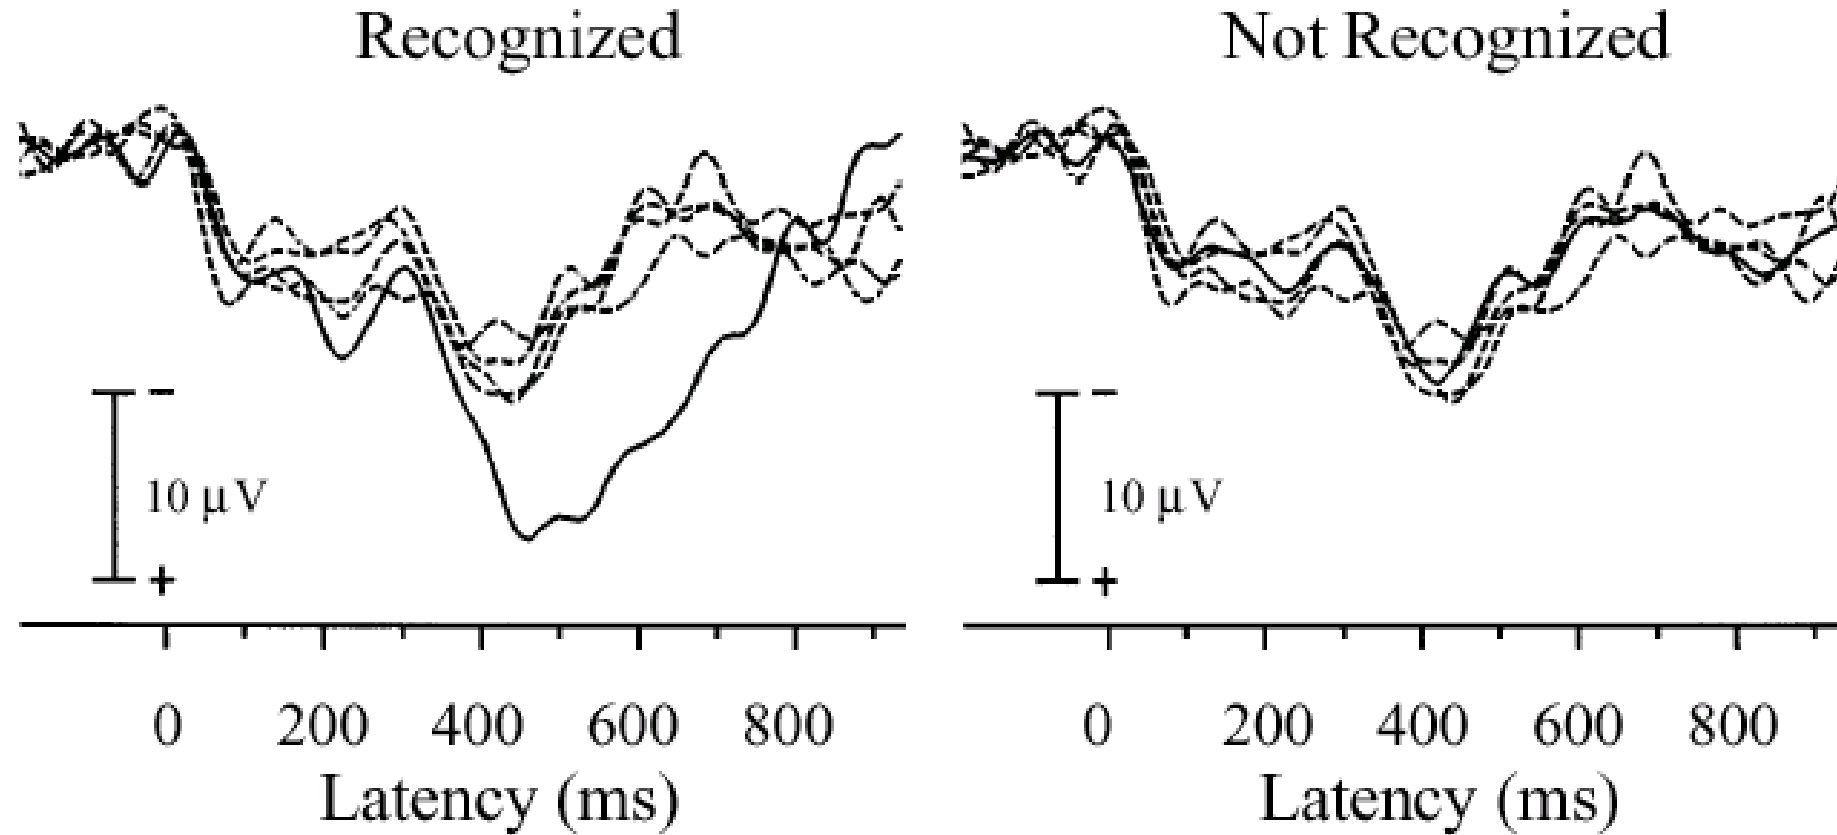 Recognized
-
10 μV
+
0 200 400 600 800
Latency (ms)
Not Recognized
-
10 μV
+
0 200 400 600 800
Latency (ms)